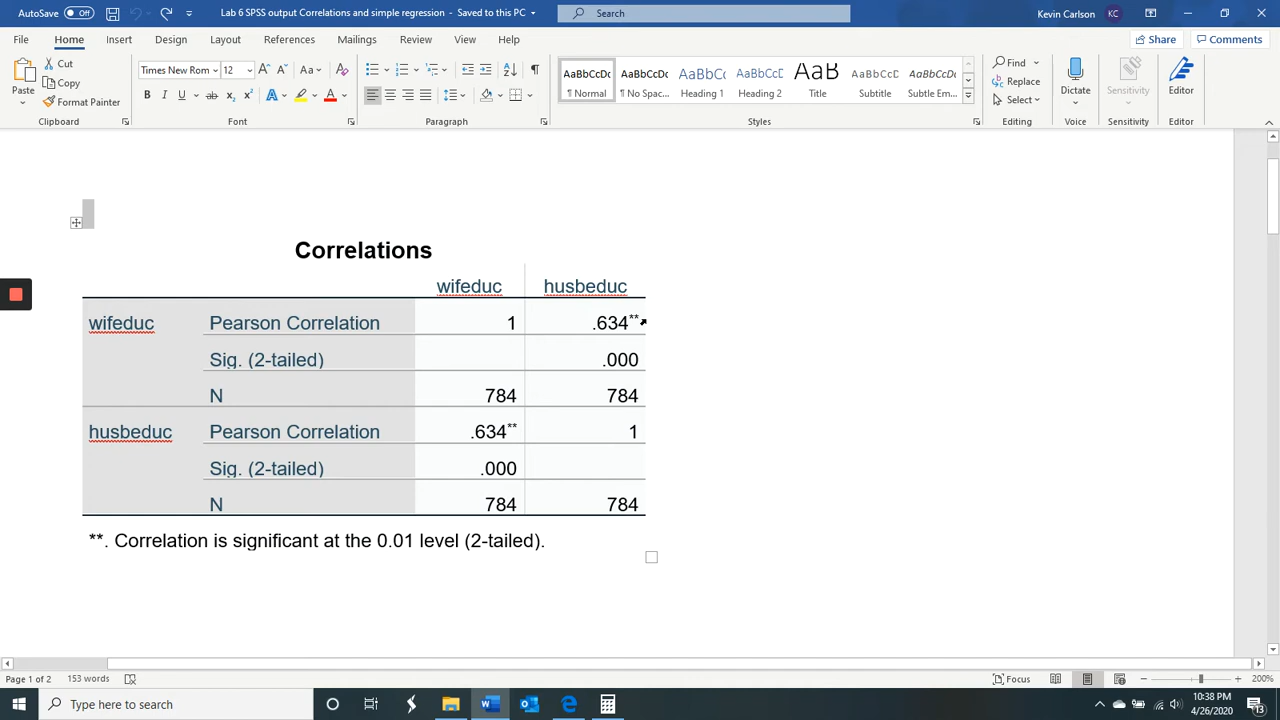 AutoSave Off Lab 6 SPSS output Correlations and simple regression - Saved to this PC Search Kevin Carlson KC
File Home Insert Design Layout References Mailings Review View Help Share Comments
Paste Cut Copy Format Painter
Times New Rom 12 Aa
B I U ab x₂ x² A A
AaBbCcDc AaBbCcDc AaBbCc AaBbCcD AaB AaBbCcD AaBbCcDc
¶ Normal ¶ No Spac... Heading 1 Heading 2 Title Subtitle Subtle Em...
Find Replace Select
Dictate Sensitivity Editor
Clipboard Font Paragraph Styles Editing Voice Sensitivity Editor
Correlations
wifeduc husbeduc
wifeduc Pearson Correlation 1 .634**
Sig. (2-tailed) .000
N 784 784
husbeduc Pearson Correlation .634** 1
Sig. (2-tailed) .000
N 784 784
**. Correlation is significant at the 0.01 level (2-tailed).
Page 1 of 2 153 words Focus 200%
Type here to search 10:38 PM
4/26/2020 13